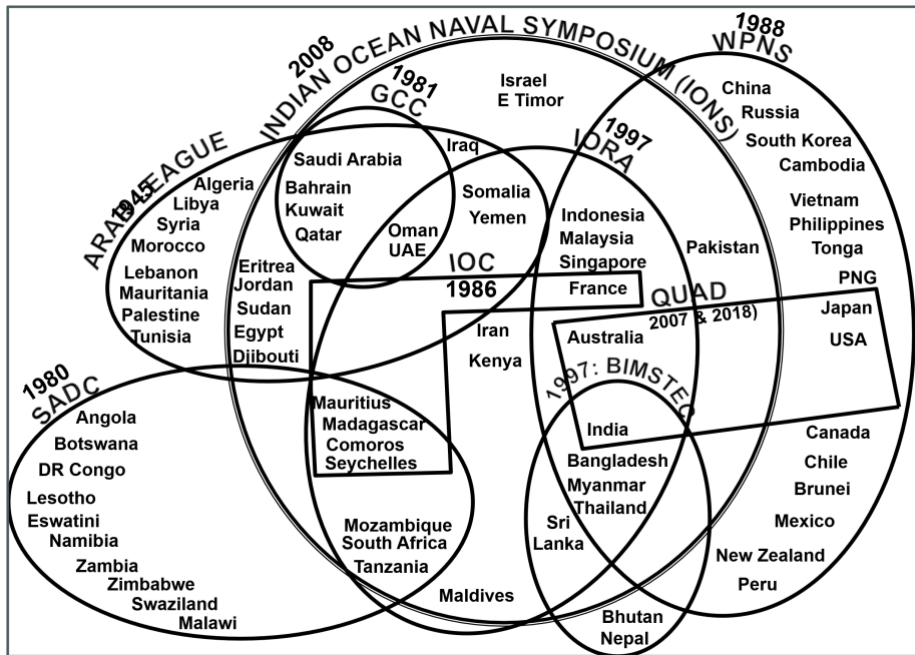 1988
WPNS
2008
INDIAN OCEAN NAVAL SYMPOSIUM (IONS)
1981
GCC
1997
IORA
1945
ARAB LEAGUE
Israel
E Timor
China
Russia
South Korea
Cambodia
Vietnam
Philippines
Tonga
PNG
Japan
USA
Canada
Chile
Brunei
Mexico
New Zealand
Peru
Iraq
Saudi Arabia
Bahrain
Kuwait
Qatar
Oman
UAE
Somalia
Yemen
Algeria
Libya
Syria
Morocco
Lebanon
Mauritania
Palestine
Tunisia
Eritrea
Jordan
Sudan
Egypt
Djibouti
Indonesia
Malaysia
Singapore
France
Pakistan
IOC
1986
QUAD
2007 & 2018)
Australia
Iran
Kenya
1997: BIMSTEC
India
Bangladesh
Myanmar
Thailand
Sri
Lanka
Bhutan
Nepal
Mauritius
Madagascar
Comoros
Seychelles
Mozambique
South Africa
Tanzania
Maldives
1980
SADC
Angola
Botswana
DR Congo
Lesotho
Eswatini
Namibia
Zambia
Zimbabwe
Swaziland
Malawi